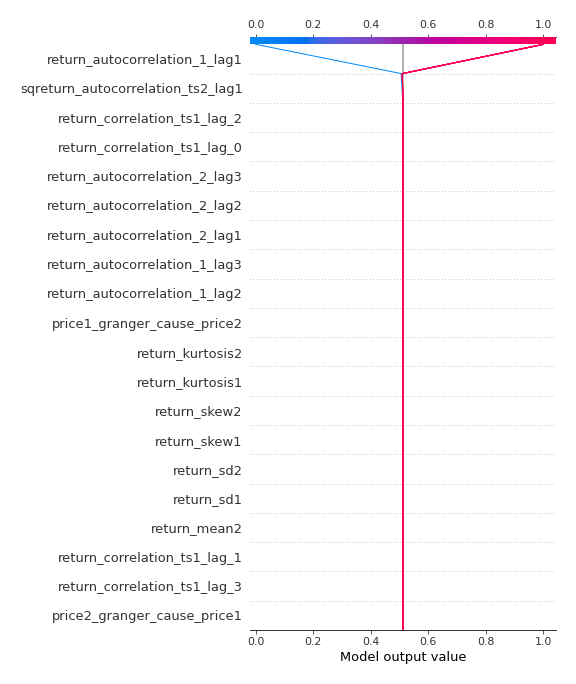 0.0 0.2 0.4 0.6 0.8 1.0
return_autocorrelation_1_lag1
sqreturn_autocorrelation_ts2_lag1
return_correlation_ts1_lag_2
return_correlation_ts1_lag_0
return_autocorrelation_2_lag3
return_autocorrelation_2_lag2
return_autocorrelation_2_lag1
return_autocorrelation_1_lag3
return_autocorrelation_1_lag2
price1_granger_cause_price2
return_kurtosis2
return_kurtosis1
return_skew2
return_skew1
return_sd2
return_sd1
return_mean2
return_correlation_ts1_lag_1
return_correlation_ts1_lag_3
price2_granger_cause_price1
0.0 0.2 0.4 0.6 0.8 1.0
Model output value